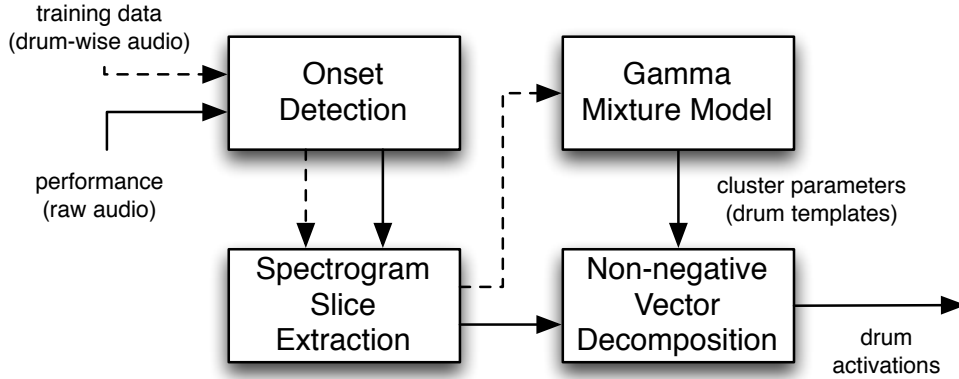 training data
(drum-wise audio)
Onset
Detection
Gamma
Mixture Model
performance
(raw audio)
cluster parameters
(drum templates)
Spectrogram
Slice
Extraction
Non-negative
Vector
Decomposition
drum
activations